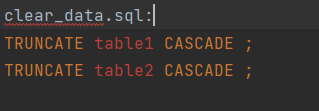 clear_data.sql:
TRUNCATE table1 CASCADE ;
TRUNCATE table2 CASCADE ;